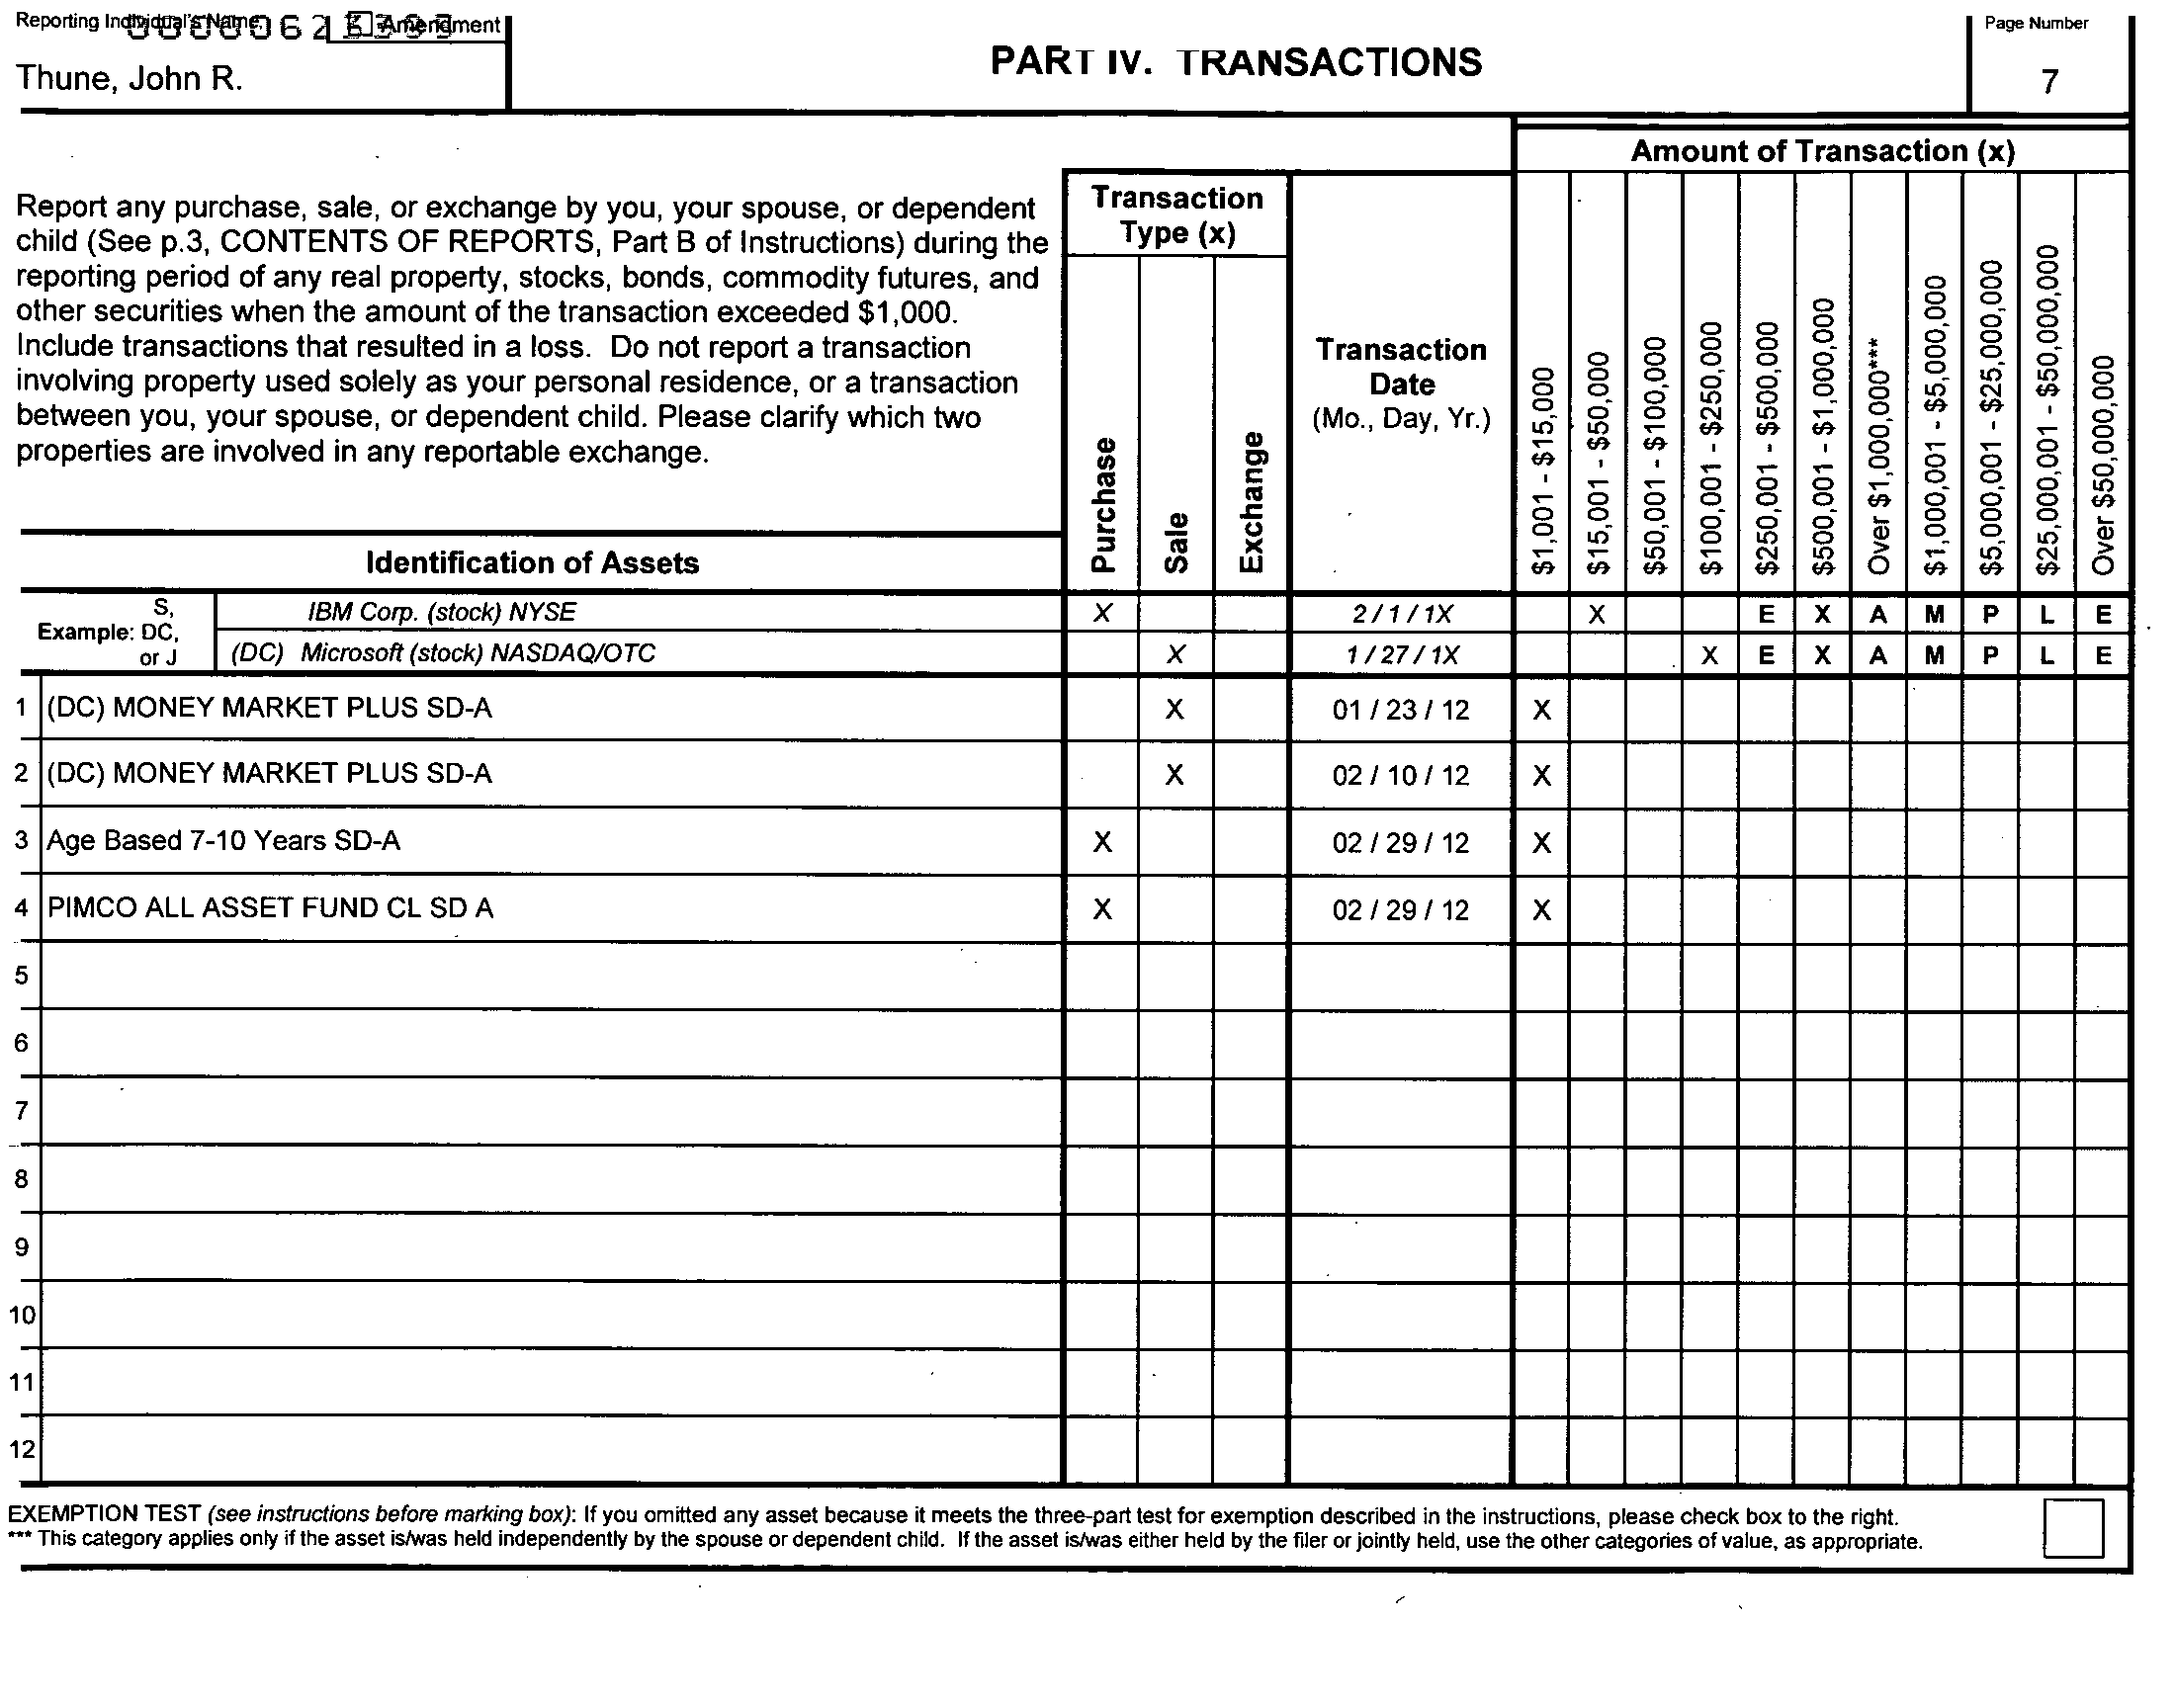 Reporting Individual's Name Amendment
Thune, John R.
PART IV. TRANSACTIONS
Page Number
7
Amount of Transaction (x)
Report any purchase, sale, or exchange by you, your spouse, or dependent
child (See p.3, CONTENTS OF REPORTS, Part B of Instructions) during the
reporting period of any real property, stocks, bonds, commodity futures, and
other securities when the amount of the transaction exceeded $1,000.
Include transactions that resulted in a loss. Do not report a transaction
involving property used solely as your personal residence, or a transaction
between you, your spouse, or dependent child. Please clarify which two
properties are involved in any reportable exchange.
Transaction
Type (x)
Purchase
Sale
Exchange
Transaction
Date
(Mo., Day, Yr.)
$1,001 - $15,000
$15,001 - $50,000
$50,001 - $100,000
$100,001 - $250,000
$250,001 - $500,000
$500,001 - $1,000,000
Over $1,000,000***
$1,000,001 - $5,000,000
$5,000,001 - $25,000,000
$25,000,001 - $50,000,000
Over $50,000,000
Identification of Assets
Example: S,
DC,
or J
IBM Corp. (stock) NYSE X 2 / 1 / 1X X E X A M P L E
(DC) Microsoft (stock) NASDAQ/OTC X 1 / 27 / 1X X E X A M P L E
1 (DC) MONEY MARKET PLUS SD-A X 01 / 23 / 12 X
2 (DC) MONEY MARKET PLUS SD-A X 02 / 10 / 12 X
3 Age Based 7-10 Years SD-A X 02 / 29 / 12 X
4 PIMCO ALL ASSET FUND CL SD A X 02 / 29 / 12 X
5
6
7
8
9
10
11
12
EXEMPTION TEST (see instructions before marking box): If you omitted any asset because it meets the three-part test for exemption described in the instructions, please check box to the right.
*** This category applies only if the asset is/was held independently by the spouse or dependent child. If the asset is/was either held by the filer or jointly held, use the other categories of value, as appropriate.